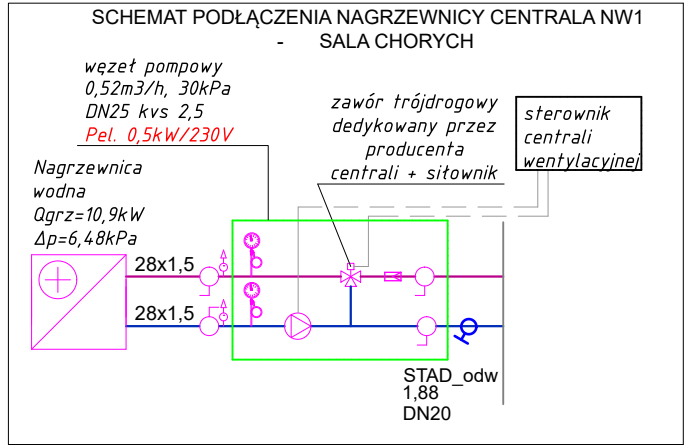 SCHEMAT PODŁĄCZENIA NAGRZEWNICY CENTRALA NW1
- SALA CHORYCH
węzeł pompowy
0,52m3/h, 30kPa
DN25 kvs 2,5
Pel. 0,5kW/230V
zawór trójdrogowy
dedykowany przez
producenta
centrali + siłownik
sterownik
centrali
wentylacyjnej
Nagrzewnica
wodna
Qgrz=10,9kW
Δp=6,48kPa
28x1,5
28x1,5
STAD_odw
1,88
DN20